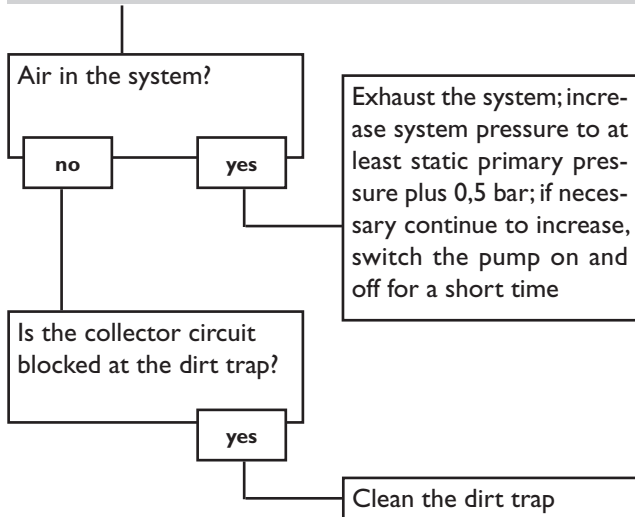 Air in the system?
no
yes
Exhaust the system; incre-
ase system pressure to at
least static primary pres-
sure plus 0,5 bar; if neces-
sary continue to increase,
switch the pump on and
off for a short time
Is the collector circuit
blocked at the dirt trap?
yes
Clean the dirt trap